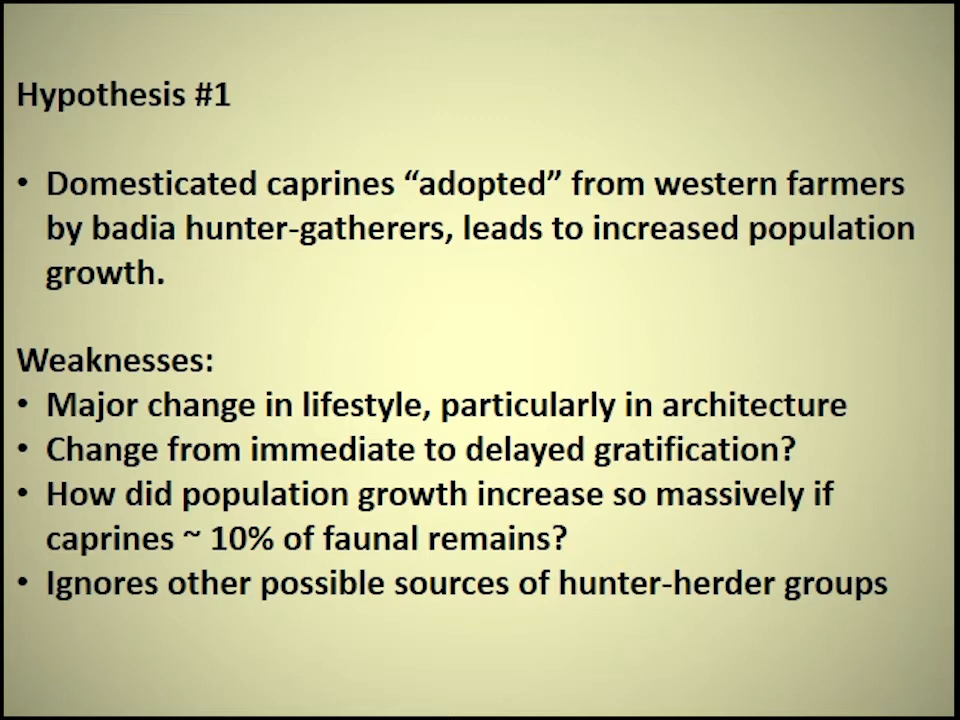 Hypothesis #1
• Domesticated caprines “adopted” from western farmers
by badia hunter-gatherers, leads to increased population
growth.
Weaknesses:
• Major change in lifestyle, particularly in architecture
• Change from immediate to delayed gratification?
• How did population growth increase so massively if
caprines ~ 10% of faunal remains?
• Ignores other possible sources of hunter-herder groups